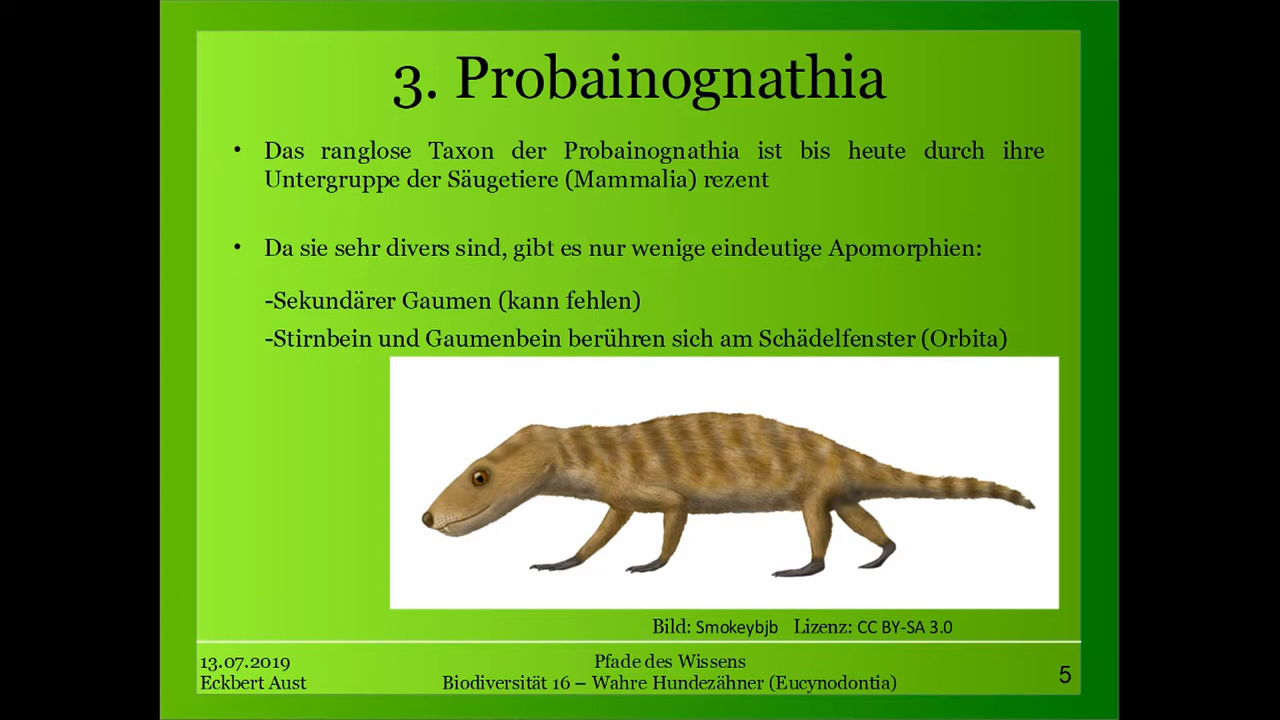 3. Probainognathia
• Das ranglose Taxon der Probainognathia ist bis heute durch ihre
Untergruppe der Säugetiere (Mammalia) rezent
• Da sie sehr divers sind, gibt es nur wenige eindeutige Apomorphien:
-Sekundärer Gaumen (kann fehlen)
-Stirnbein und Gaumenbein berühren sich am Schädelfenster (Orbita)
Bild: Smokeybjb Lizenz: CC BY-SA 3.0
13.07.2019
Eckbert Aust
Pfade des Wissens
Biodiversität 16 – Wahre Hundezähner (Eucynodontia)
5